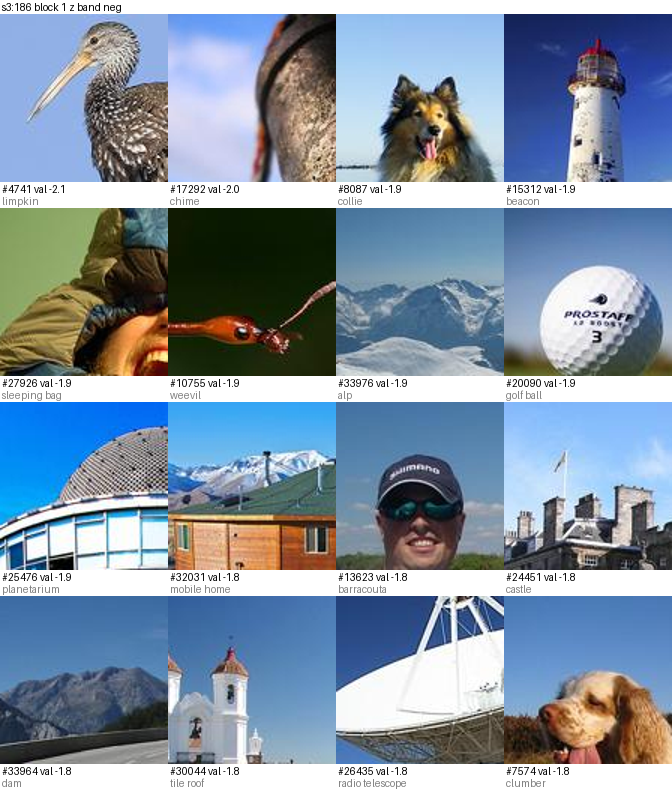 s3:186 block 1 z band neg
#4741 val -2.1
limpkin
#17292 val -2.0
chime
#8087 val -1.9
collie
#15312 val -1.9
beacon
#27926 val -1.9
sleeping bag
#10755 val -1.9
weevil
#33976 val -1.9
alp
PROSTAFF
3
#20090 val -1.9
golf ball
#25476 val -1.9
planetarium
#32031 val -1.8
mobile home
SHIMANO
#13623 val -1.8
barracouta
#24451 val -1.8
castle
#33964 val -1.8
dam
#30044 val -1.8
tile roof
#26435 val -1.8
radio telescope
#7574 val -1.8
clumber